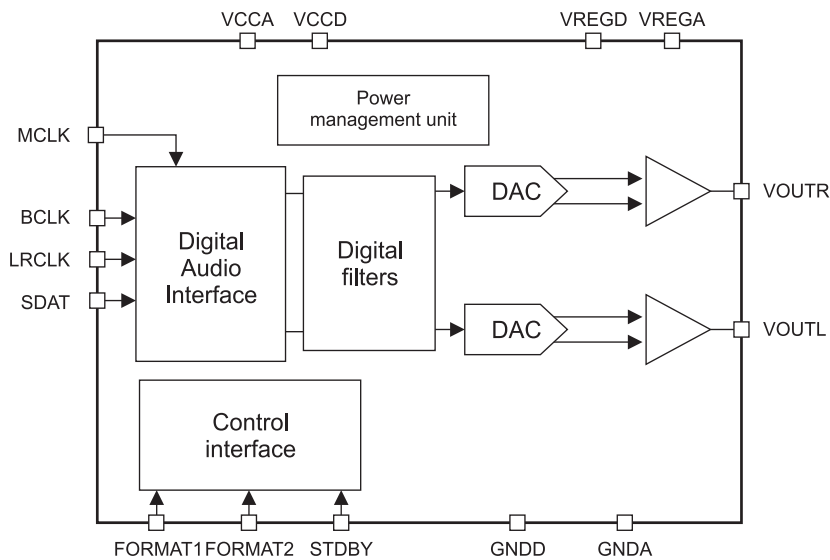 VCCA VCCD VREGD VREGA
Power
management unit
MCLK
BCLK
LRCLK
SDAT
Digital
Audio
Interface
Digital
filters
DAC
VOUTR
DAC
VOUTL
Control
interface
FORMAT1 FORMAT2 STDBY GNDD GNDA